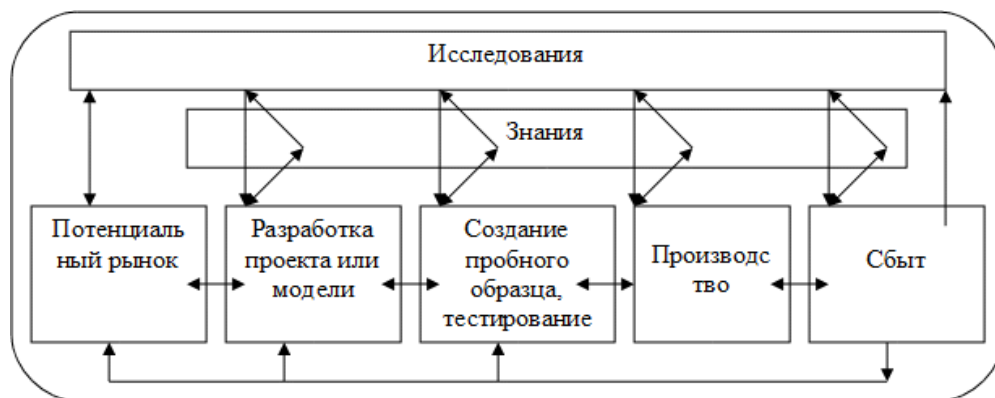 Исследования
Знания
Потенциаль
ный рынок
Разработка
проекта или
модели
Создание
пробного
образца,
тестирование
Производс
тво
Сбыт